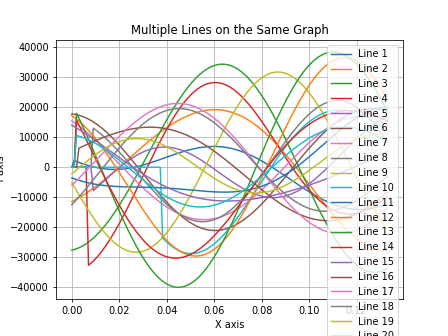 Multiple Lines on the Same Graph
40000
30000
20000
10000
0
−10000
−20000
−30000
−40000
0.00
0.02
0.04
0.06
0.08
0.10
X axis
Line 1
Line 2
Line 3
Line 4
Line 5
Line 6
Line 7
Line 8
Line 9
Line 10
Line 11
Line 12
Line 13
Line 14
Line 15
Line 16
Line 17
Line 18
Line 19
Line 20